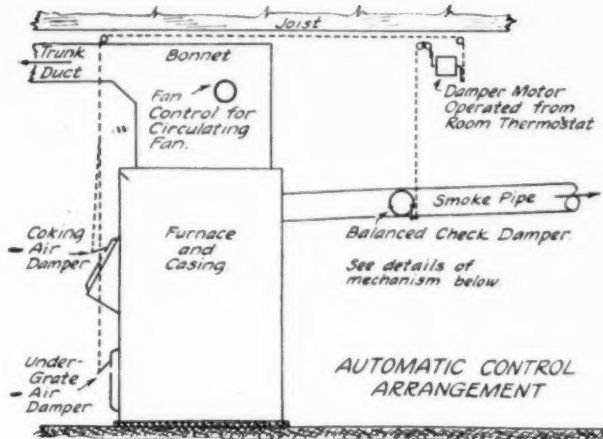 Joist
Trunk
Duct
Bonnet
Fan
Control for
Circulating
Fan.
Damper Motor
Operated from
Room Thermostat
Coking
Air
Damper
Furnace
and
Casing
Smoke Pipe
Balanced Check Damper.
See details of
mechanism below.
Under-
Grate
Air
Damper
AUTOMATIC CONTROL
ARRANGEMENT